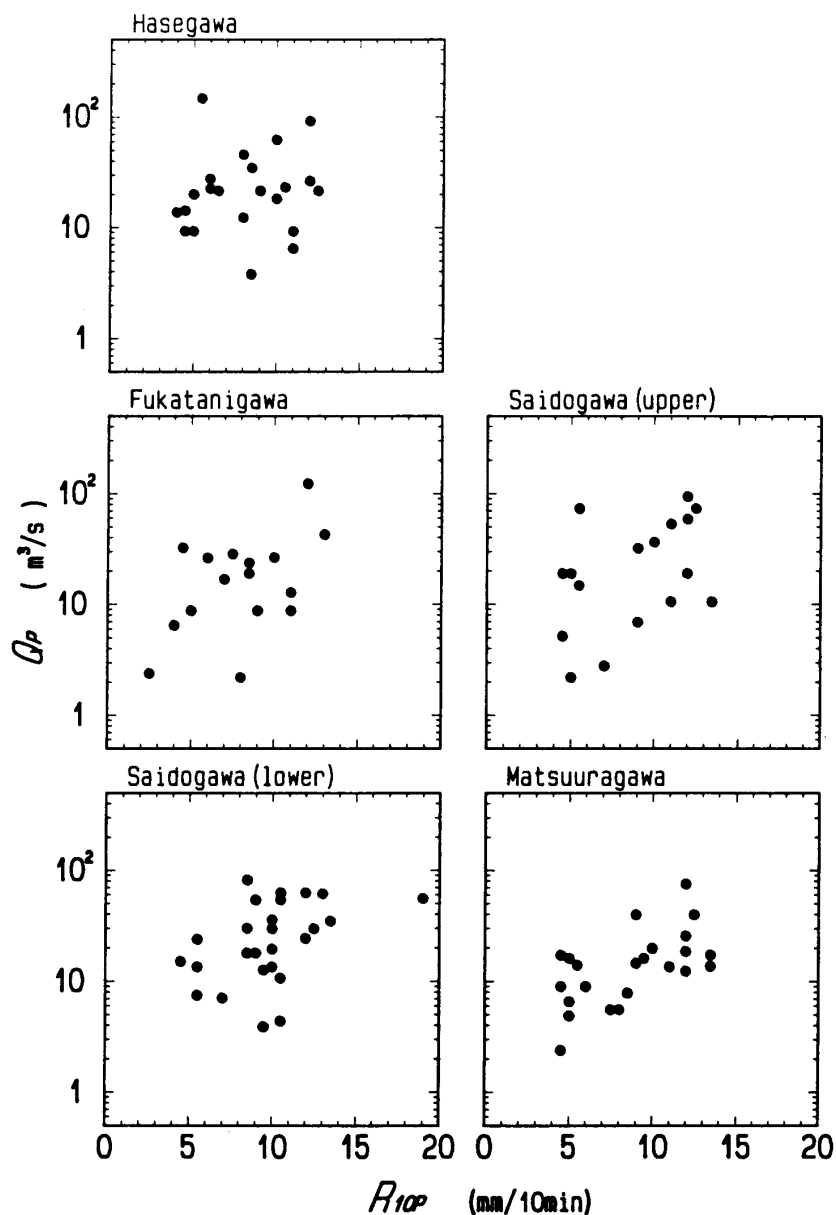 Hasegawa
10²
10
1
Fukatanigawa
Saidogawa (upper)
10²
10
1
Saidogawa (lower)
Matsuuragawa
10²
10
1
0 5 10 15 20
0 5 10 15 20
Qp (m³/s)
R10P (mm/10min)